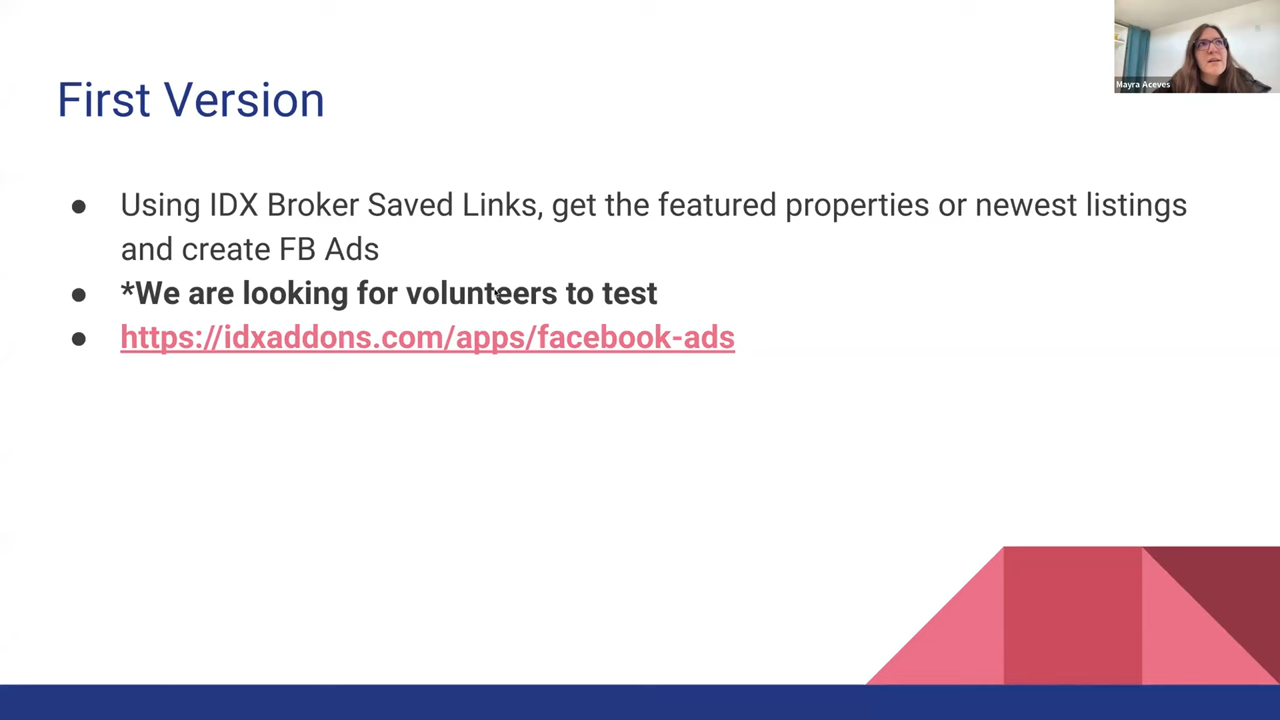 Mayra Aceves
First Version
● Using IDX Broker Saved Links, get the featured properties or newest listings
and create FB Ads
● *We are looking for volunteers to test
● https://idxaddons.com/apps/facebook-ads